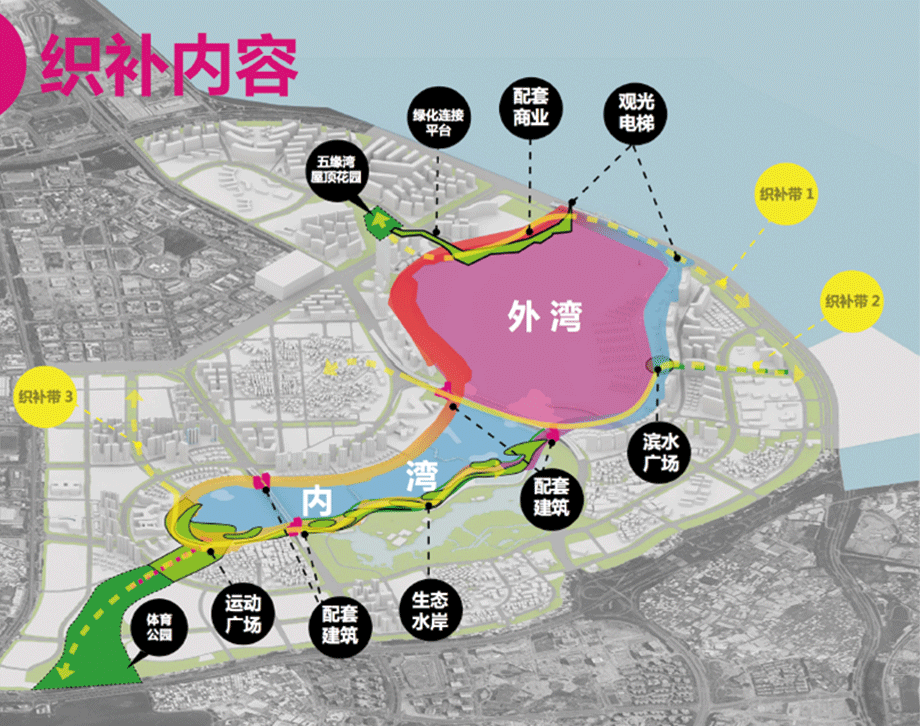 织补内容
绿化连接
平台
配套
商业
观光
电梯
五缘湾
屋顶花园
织补带 1
外 湾
织补带 2
织补带 3
滨水
广场
内
湾
配套
建筑
体育
公园
运动
广场
配套
建筑
生态
水岸